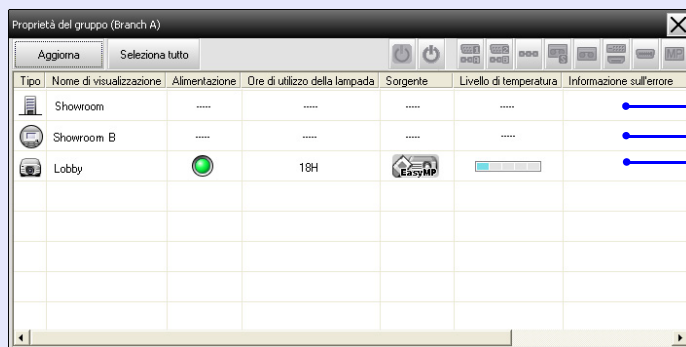 Proprietà del gruppo (Branch A)
Aggiorna Seleziona tutto MP
Tipo Nome di visualizzazione Alimentazione Ore di utilizzo della lampada Sorgente Livello di temperatura Informazione sull'errore
Showroom ----- ----- ----- -----
Showroom B ----- ----- ----- -----
Lobby 18H EasyMP